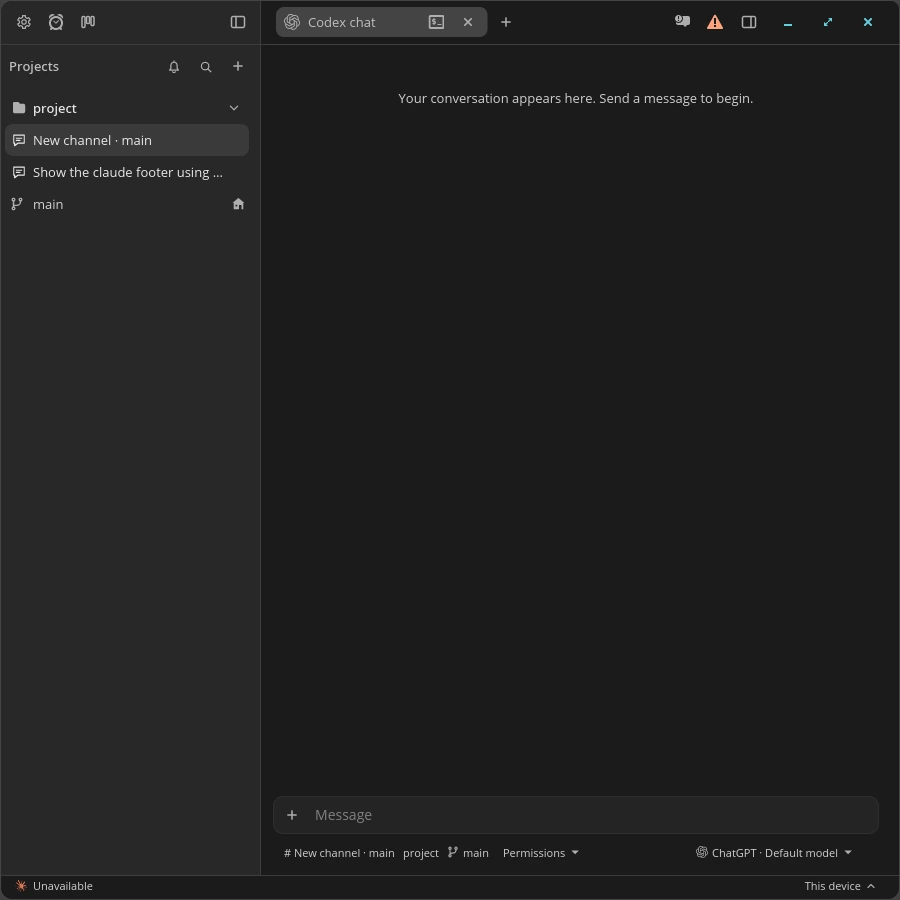 Codex chat
Projects
project
New channel · main
Show the claude footer using ...
main
Your conversation appears here. Send a message to begin.
Message
# New channel · main project main Permissions ChatGPT · Default model
Unavailable This device